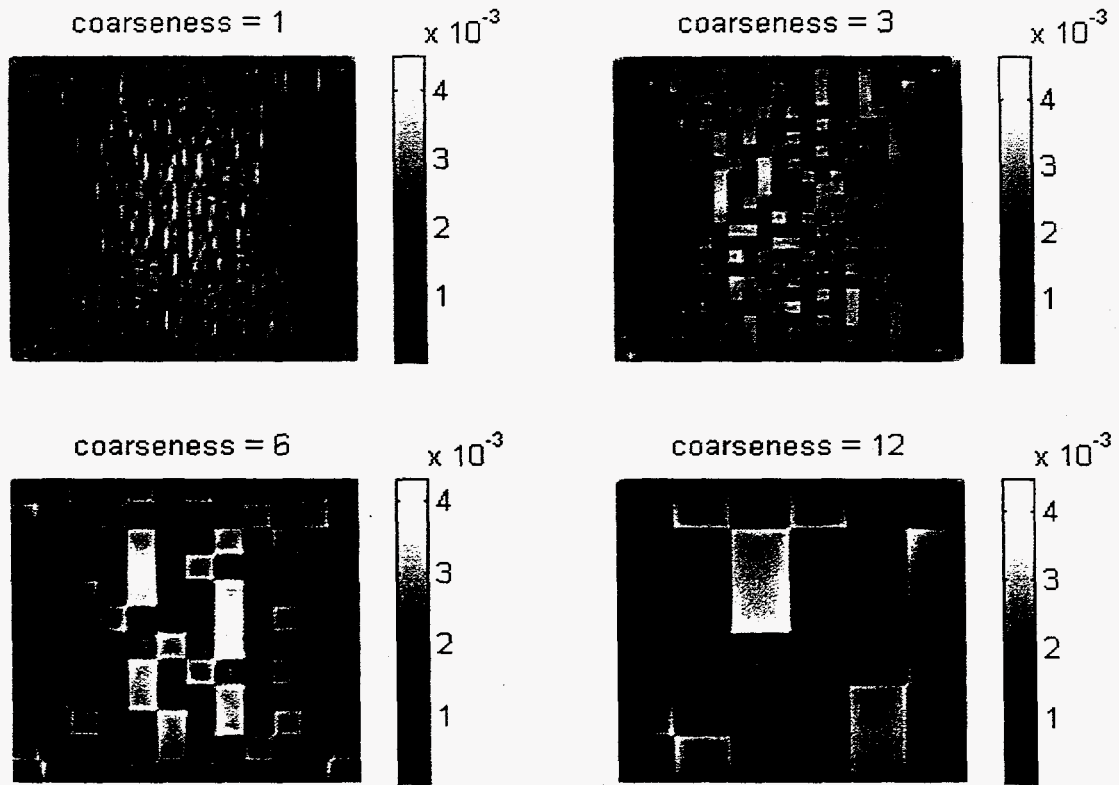 coarseness = 1
x 10-3
4
3
2
1
coarseness = 3
x 10-3
4
3
2
1
coarseness = 6
x 10-3
4
3
2
1
coarseness = 12
x 10-3
4
3
2
1